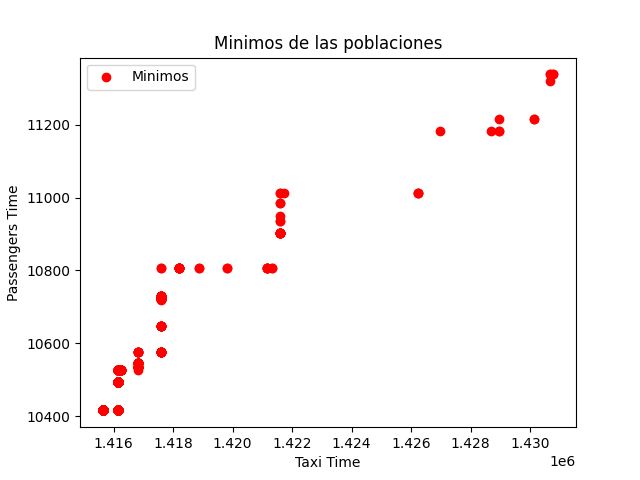 Minimos de las poblaciones
Minimos
Passengers Time
11200
11000
10800
10600
10400
1.416 1.418 1.420 1.422 1.424 1.426 1.428 1.430
1e6
Taxi Time